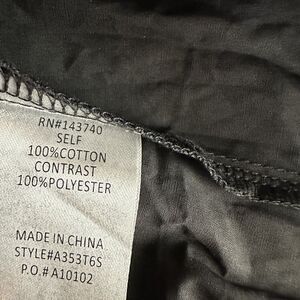 RN#143740
SELF
100%COTTON
CONTRAST
100%POLYESTER
MADE IN CHINA
STYLE#A353T6S
P.O.# A10102